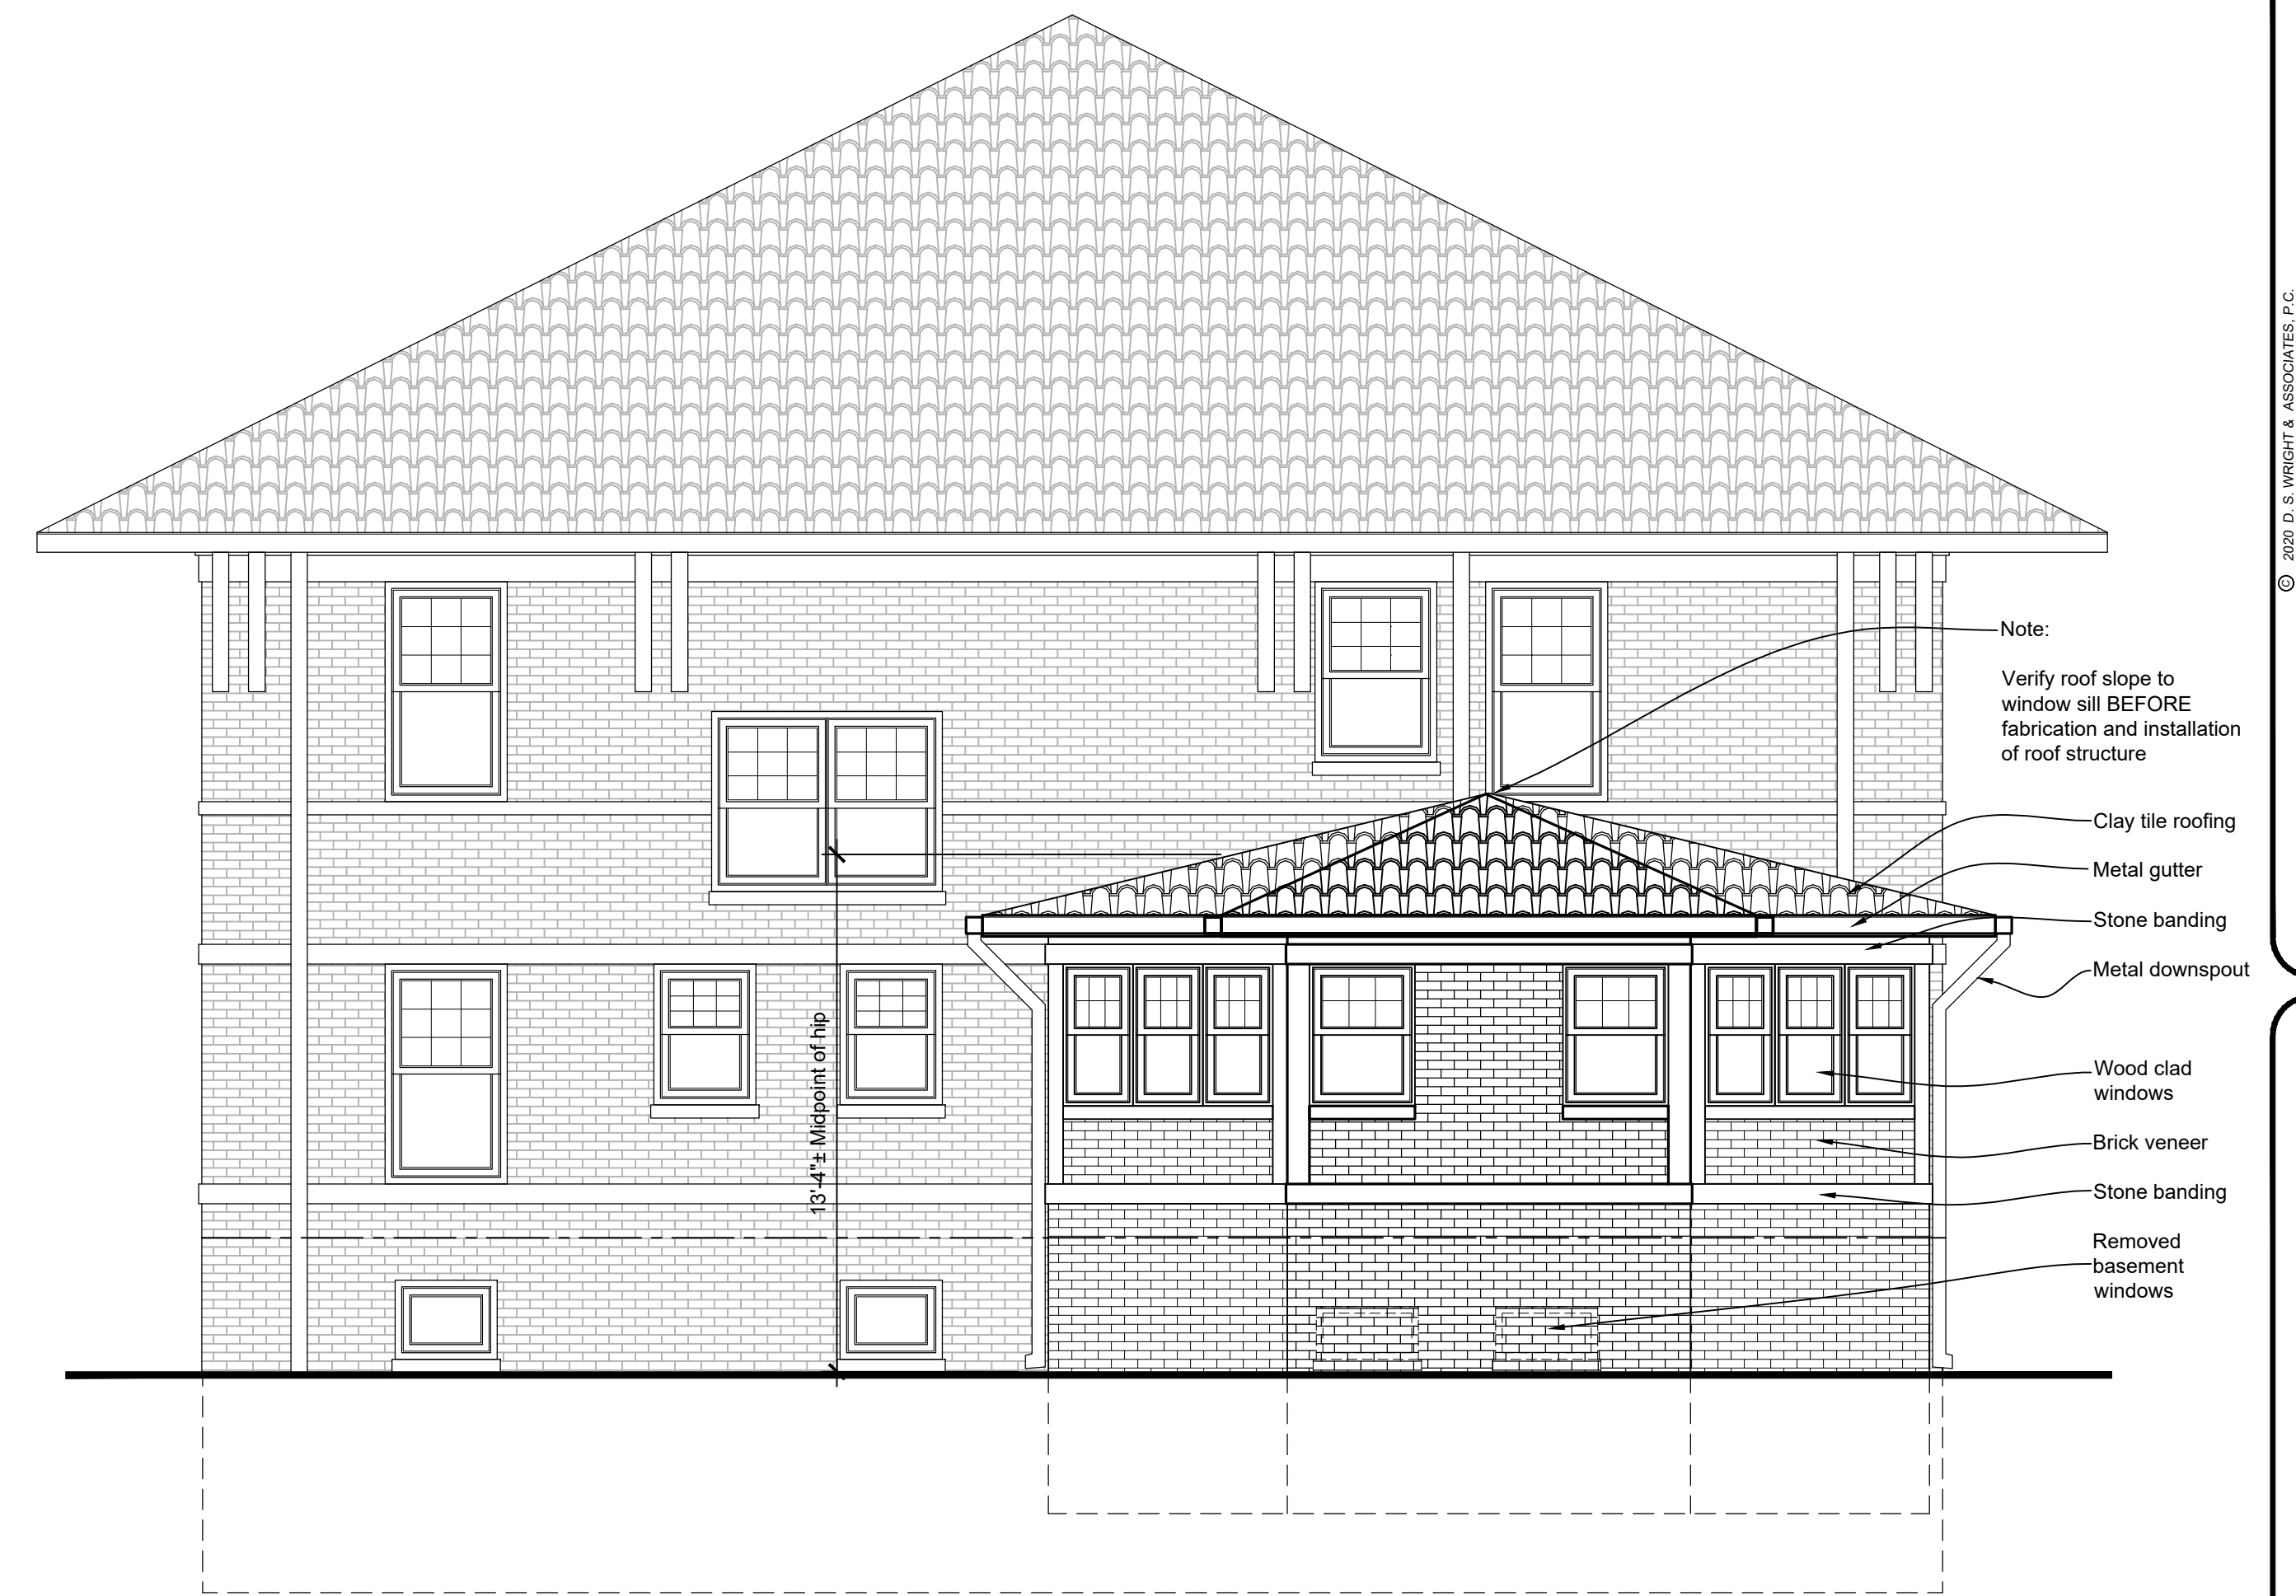 Note:
Verify roof slope to
window sill BEFORE
fabrication and installation
of roof structure
Clay tile roofing
Metal gutter
Stone banding
Metal downspout
Wood clad
windows
Brick veneer
Stone banding
Removed
basement
windows
13'-4"± Midpoint of hip
© 2020 D. S. WRIGHT & ASSOCIATES, P.C.